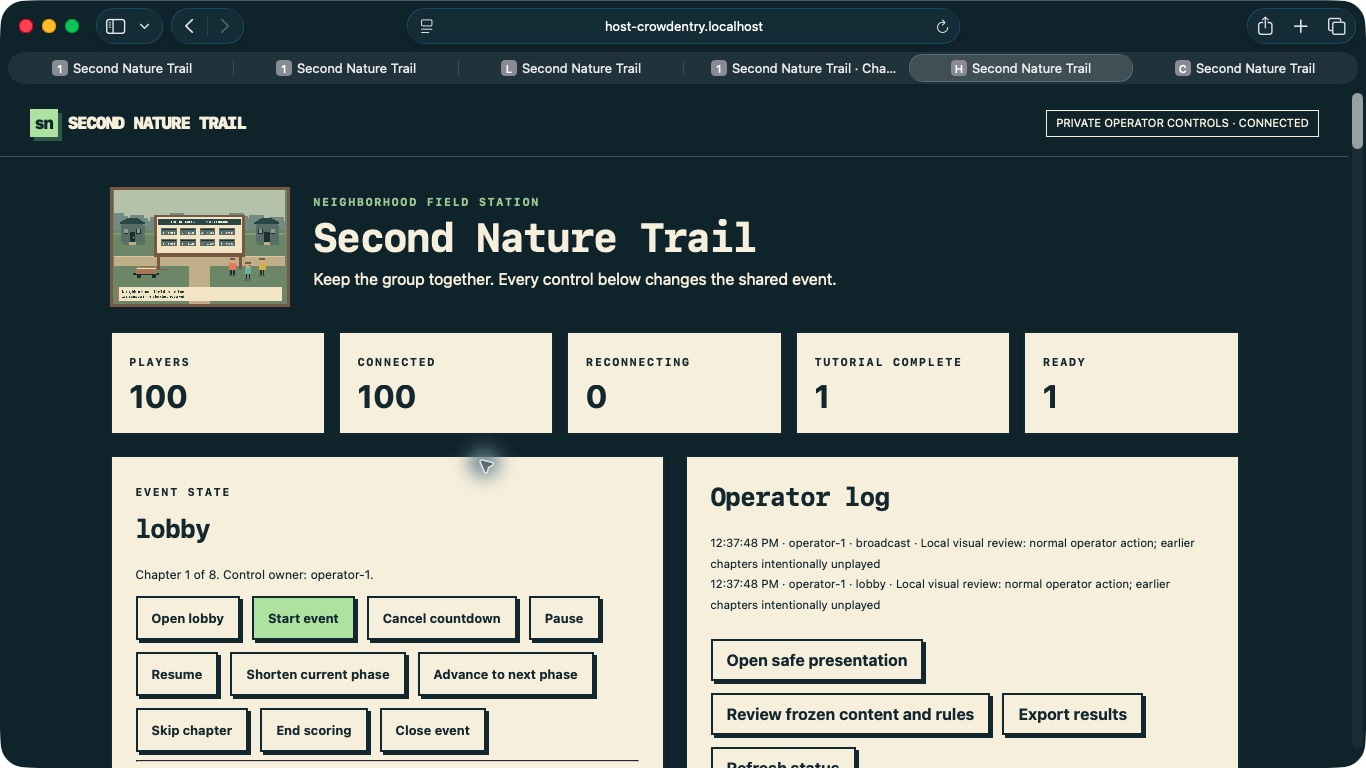 host-crowdentry.localhost
1 Second Nature Trail
1 Second Nature Trail
L Second Nature Trail
1 Second Nature Trail · Cha...
H Second Nature Trail
C Second Nature Trail
sn SECOND NATURE TRAIL
PRIVATE OPERATOR CONTROLS · CONNECTED
NEIGHBORHOOD FIELD STATION
Second Nature Trail
Keep the group together. Every control below changes the shared event.
PLAYERS
100
CONNECTED
100
RECONNECTING
0
TUTORIAL COMPLETE
1
READY
1
EVENT STATE
lobby
Chapter 1 of 8. Control owner: operator-1.
Open lobby
Start event
Cancel countdown
Pause
Resume
Shorten current phase
Advance to next phase
Skip chapter
End scoring
Close event
Operator log
12:37:48 PM · operator-1 · broadcast · Local visual review: normal operator action; earlier
chapters intentionally unplayed
12:37:48 PM · operator-1 · lobby · Local visual review: normal operator action; earlier
chapters intentionally unplayed
Open safe presentation
Review frozen content and rules
Export results
Refresh status